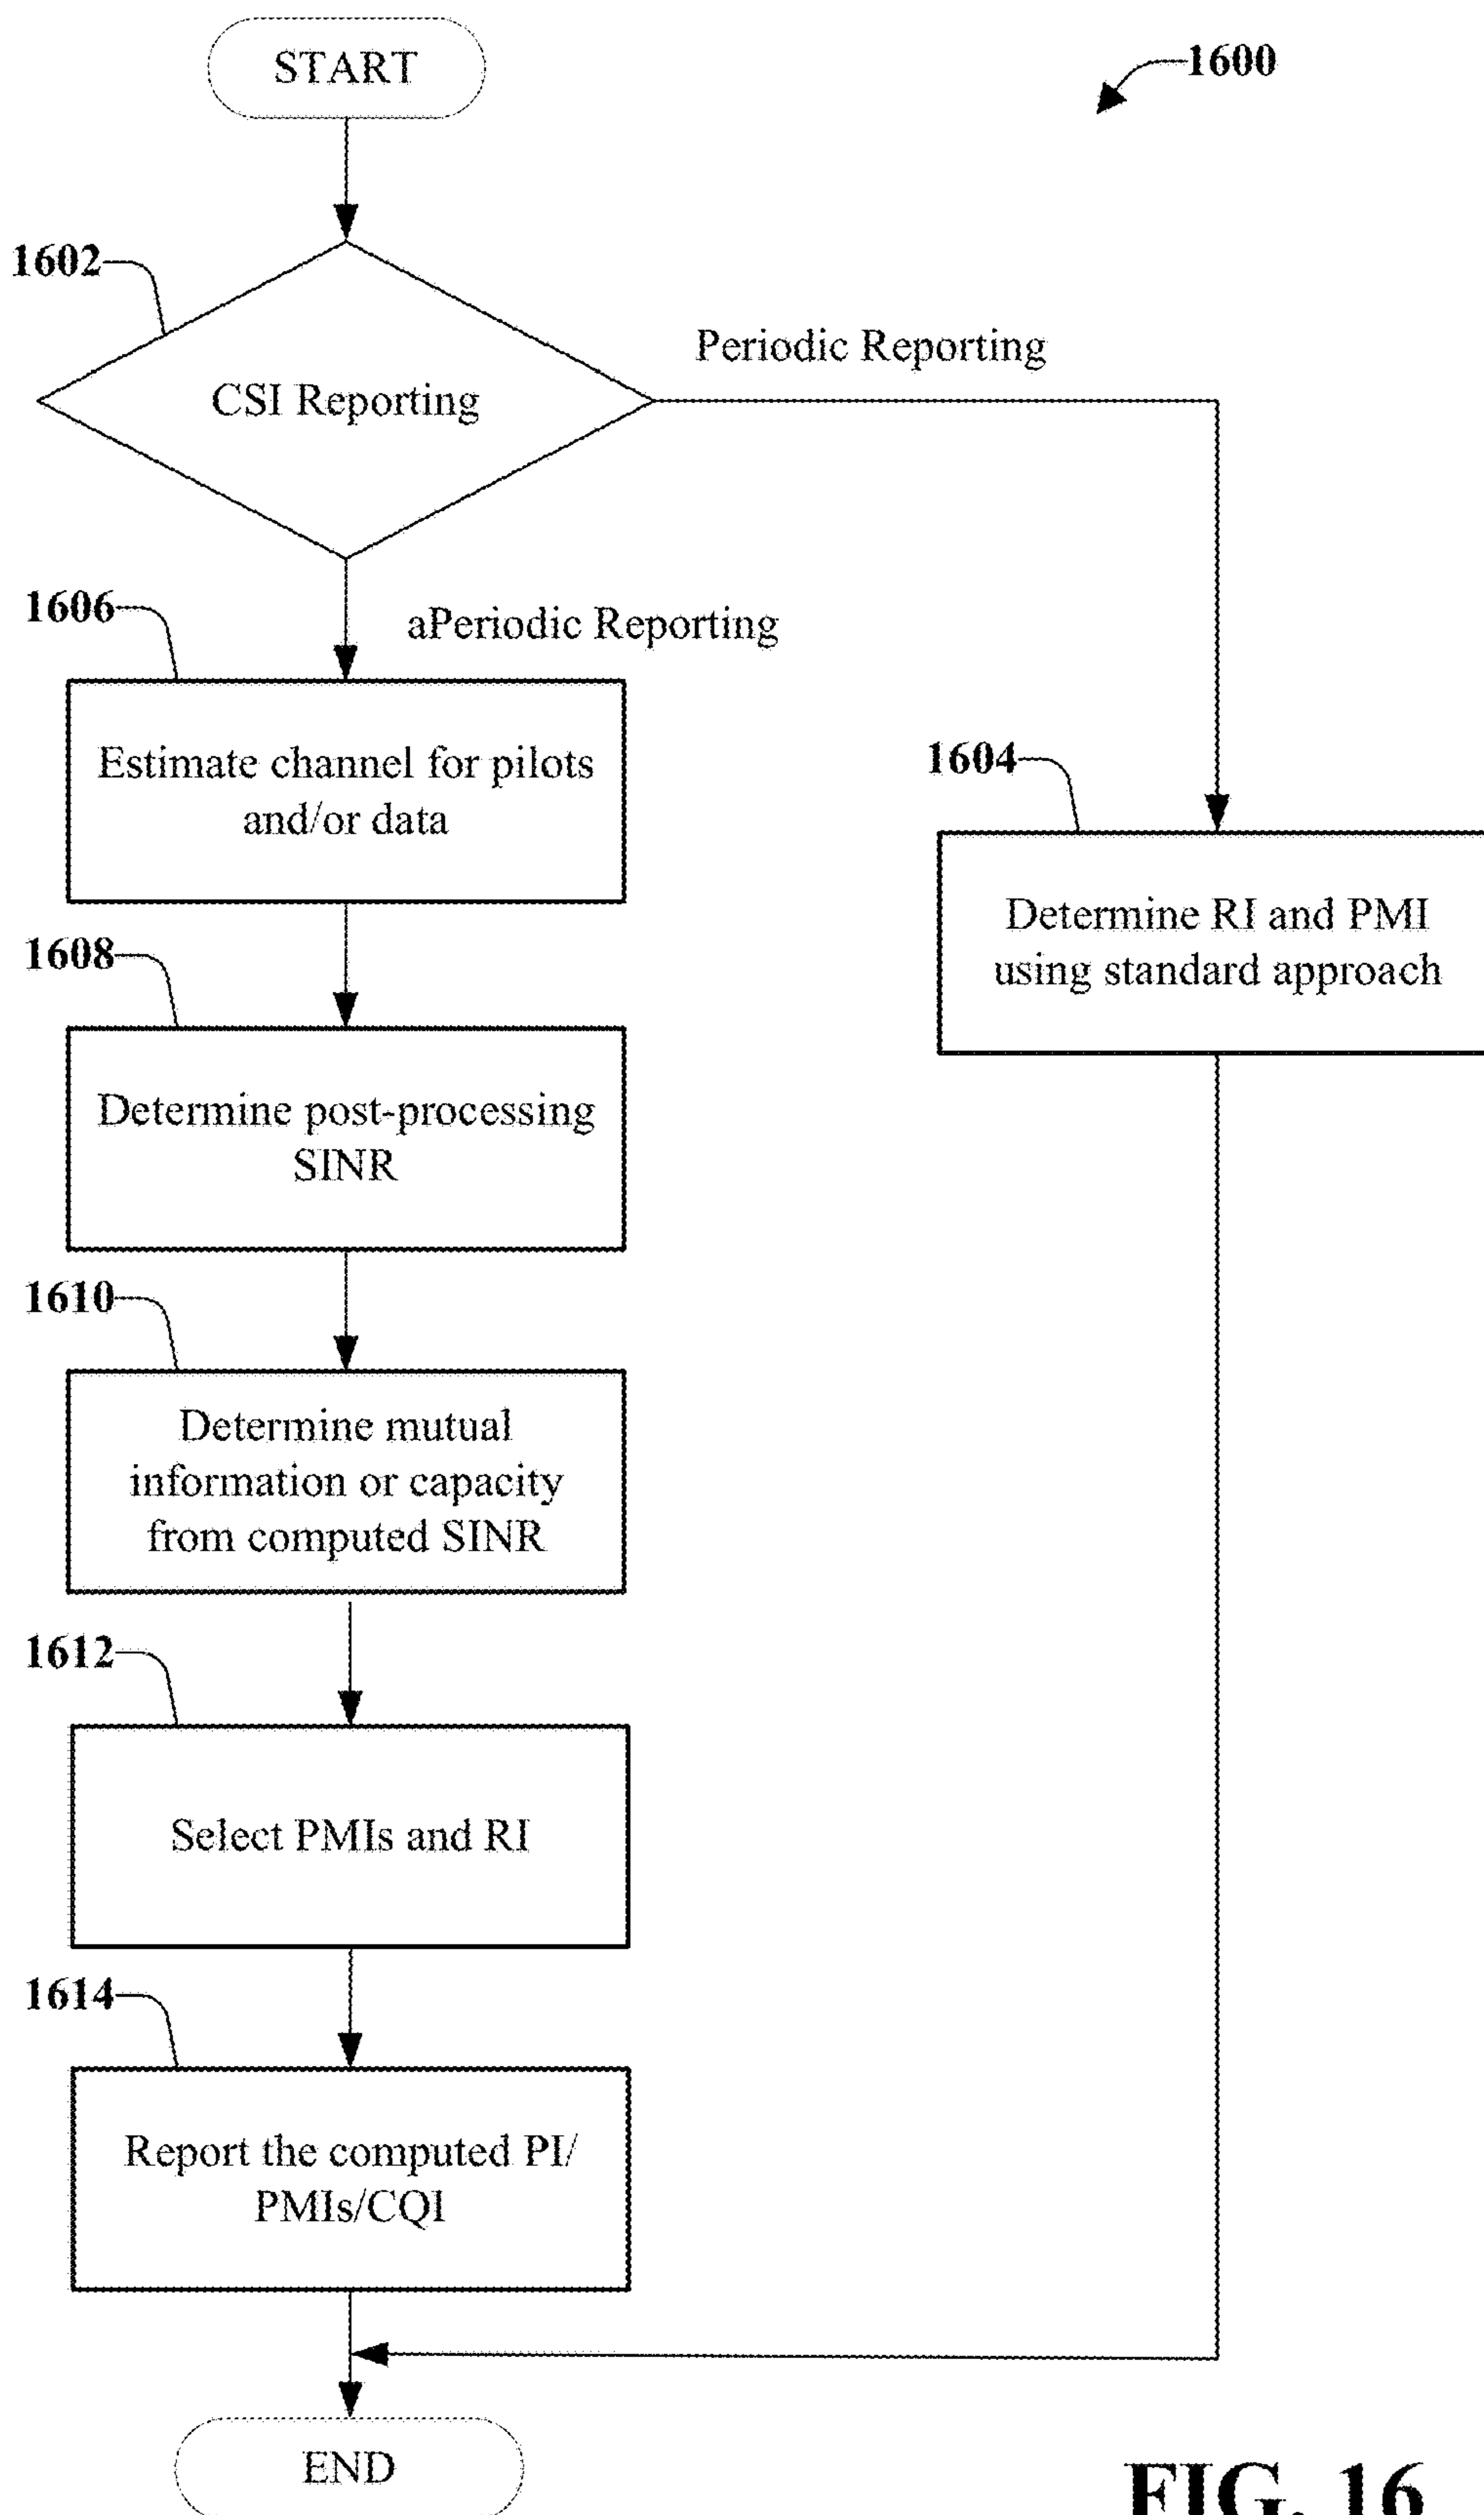 START
1600
1602
CSI Reporting
Periodic Reporting
1606
aPeriodic Reporting
Estimate channel for pilots
and/or data
1604
Determine RI and PMI
using standard approach
1608
Determine post-processing
SINR
1610
Determine mutual
information or capacity
from computed SINR
1612
Select PMIs and RI
1614
Report the computed PI/
PMIs/CQI
END
FIG. 16